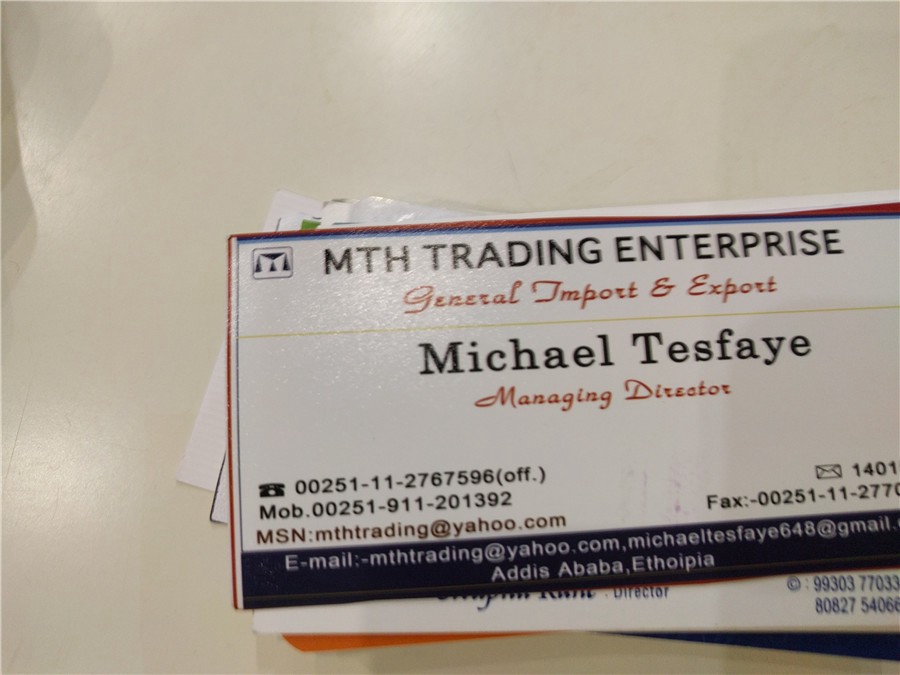 MTH TRADING ENTERPRISE
General Import & Export
Michael Tesfaye
Managing Director
00251-11-2767596(off.)
1401
Mob.00251-911-201392
Fax:-00251-11-2770
MSN:mthtrading@yahoo.com
E-mail:-mthtrading@yahoo.com,michaeltesfaye648@gmail.
Addis Ababa,Ethoipia
Director
: 99303 77033
80827 54066